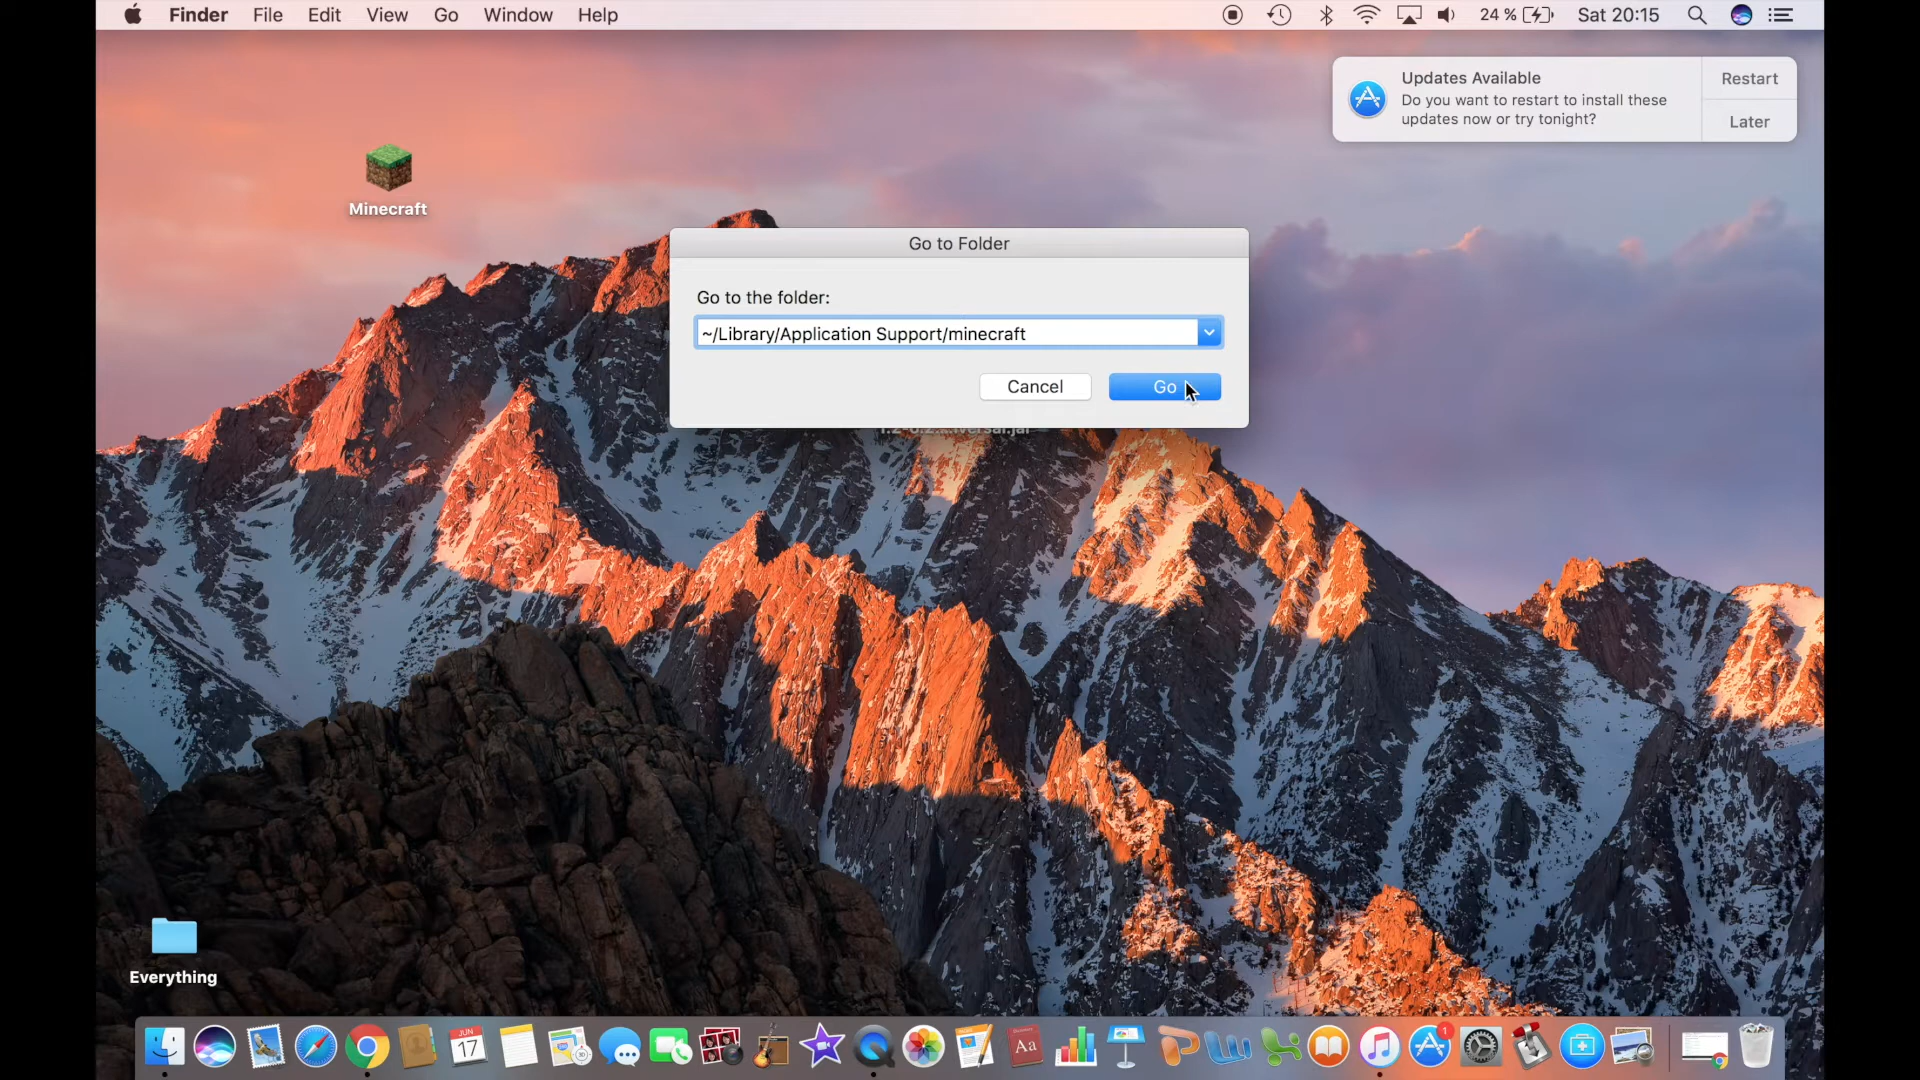 Finder File Edit View Go Window Help 24 % Sat 20:15
Updates Available
Do you want to restart to install these
updates now or try tonight?
Restart
Later
Minecraft
Go to Folder
Go to the folder:
~/Library/Application Support/minecraft
Cancel Go
Everything
JUN
17
Aa
1